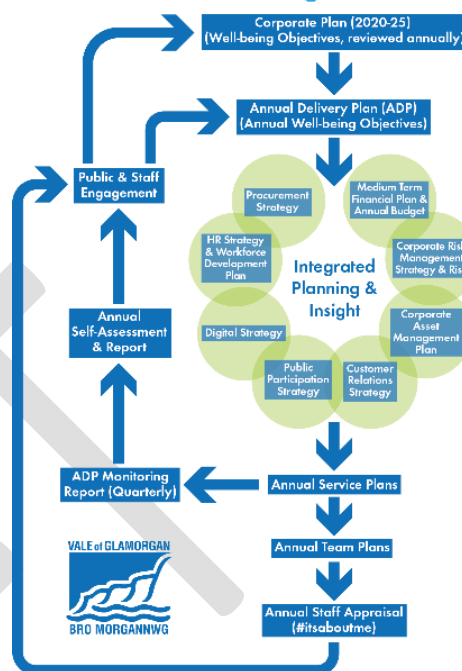 Corporate Plan (2020-25)
(Well-being Objectives, reviewed annually)
Annual Delivery Plan (ADP)
(Annual Well-being Objectives)
Public & Staff
Engagement
Procurement
Strategy
Medium Term
Financial Plan &
Annual Budget
HR Strategy
& Workforce
Development
Plan
Corporate Risk
Management
Strategy & Ris
Integrated
Planning &
Insight
Annual
Self-Assessment
& Report
Digital Strategy
Corporate
Asset
Management
Plan
Public
Participation
Strategy
Customer
Relations
Strategy
ADP Monitoring
Report (Quarterly)
Annual Service Plans
Annual Team Plans
Annual Staff Appraisal
(#itsaboutme)
VALE of GLAMORGAN
BRO MORGANNWG